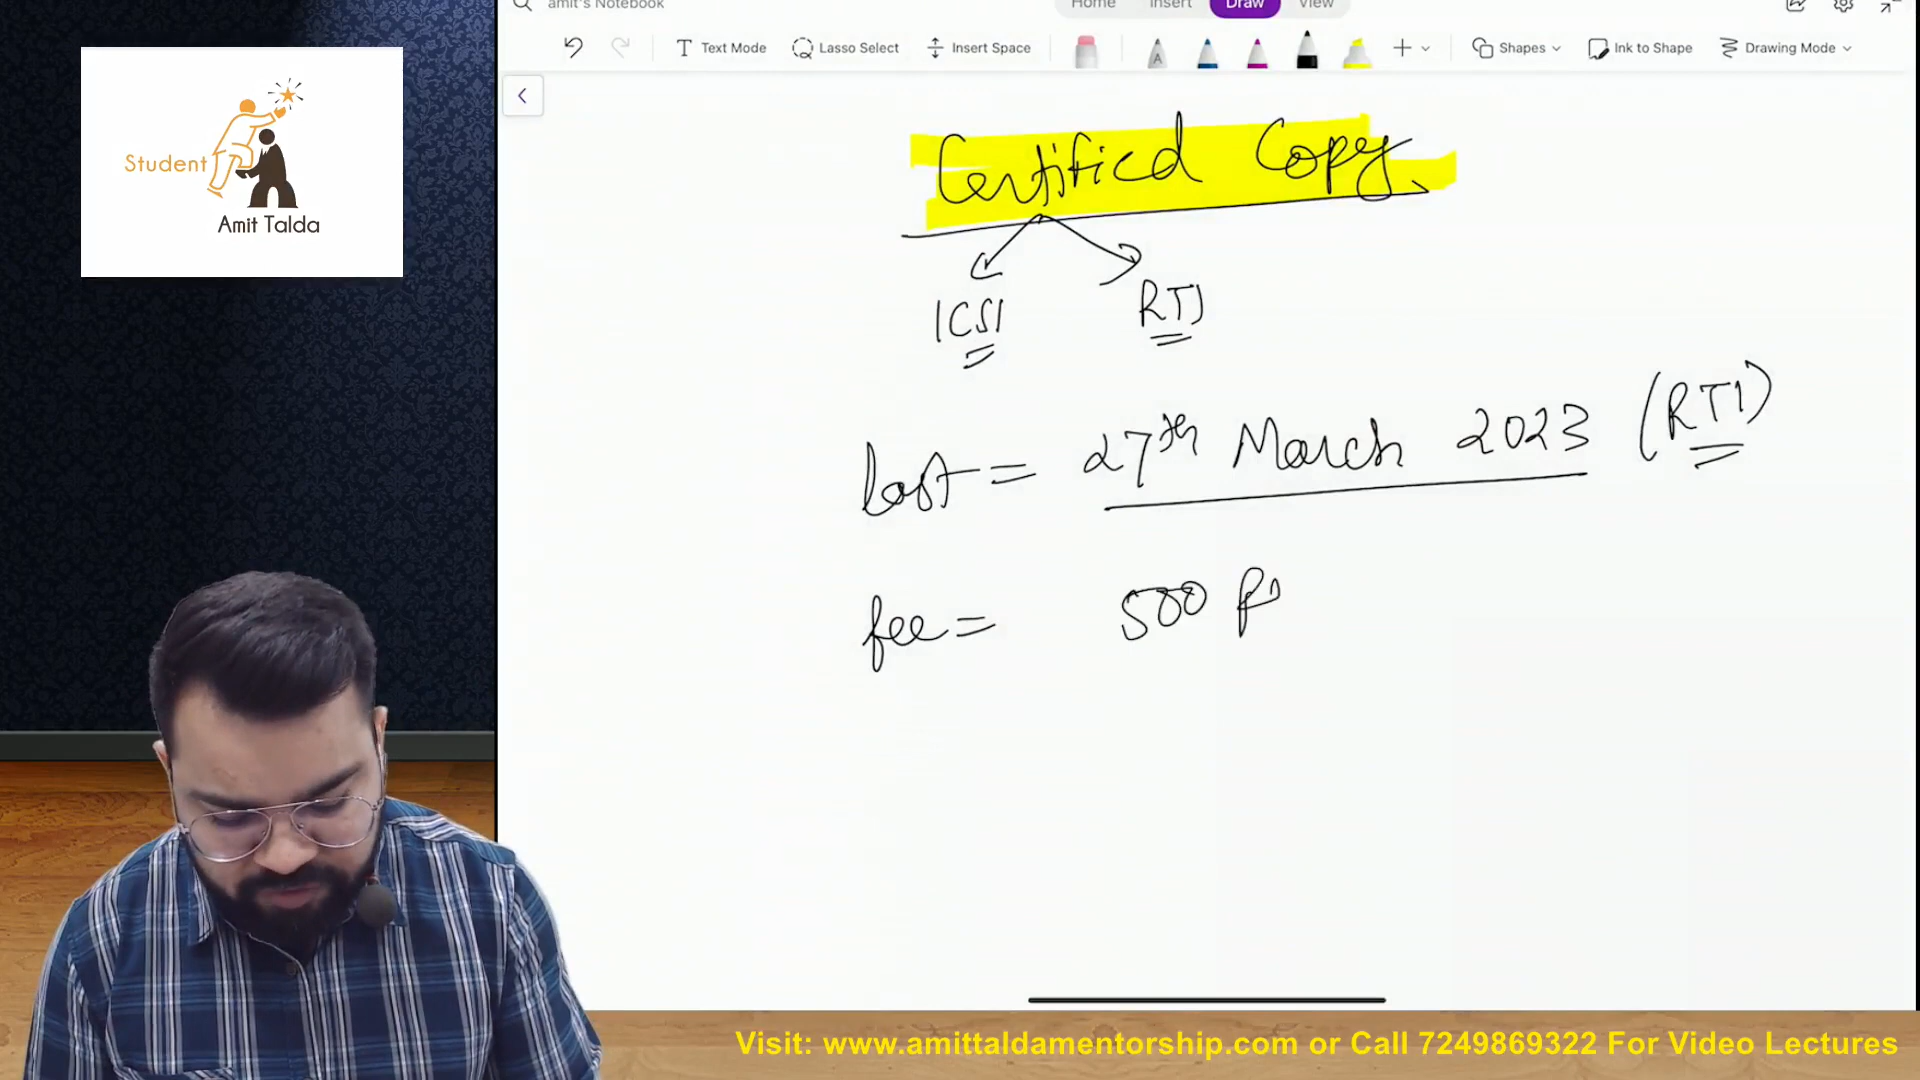 amit's Notebook
Home Insert Draw View
Text Mode Lasso Select Insert Space Shapes Ink to Shape Drawing Mode
Student
Amit Talda
Certified Copy
ICSI RTI
last = 27th March 2023 (RTI)
fee = 500
Visit: www.amittaldamentorship.com or Call 7249869322 For Video Lectures